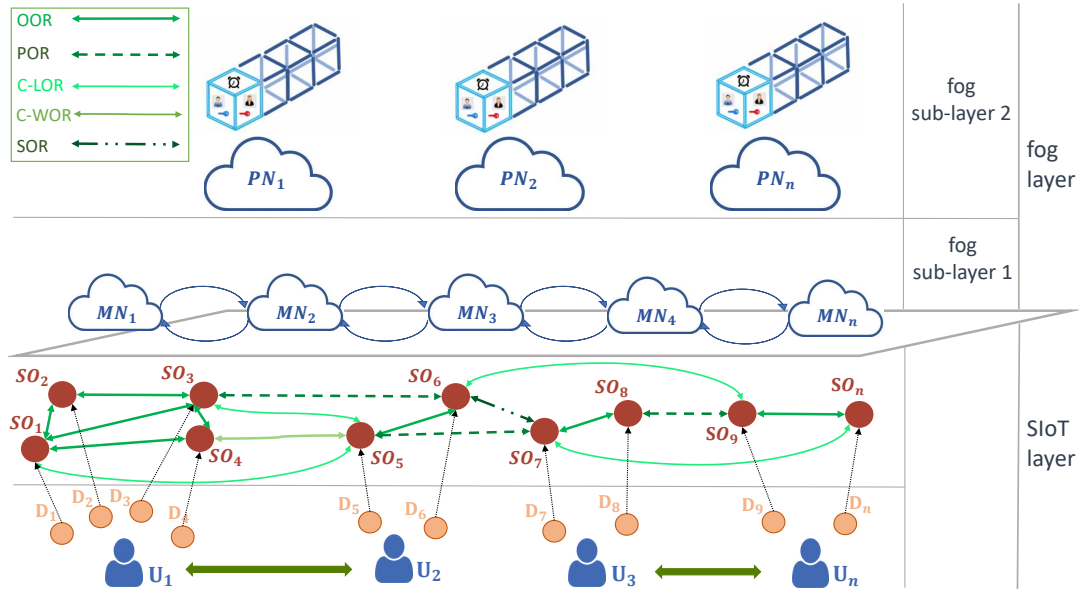 OOR
POR
C-LOR
C-WOR
SOR
PN₁
PN₂
PNₙ
fog
sub-layer 2
fog
layer
fog
sub-layer 1
MN₁
MN₂
MN₃
MN₄
MNₙ
SO₂
SO₃
SO₆
SO₈
SOₙ
SO₁
SO₄
SO₅
SO₇
SO₉
SIoT
layer
D₁
D₂
D₃
D₄
D₅
D₆
D₇
D₈
D₉
Dₙ
U₁
U₂
U₃
Uₙ